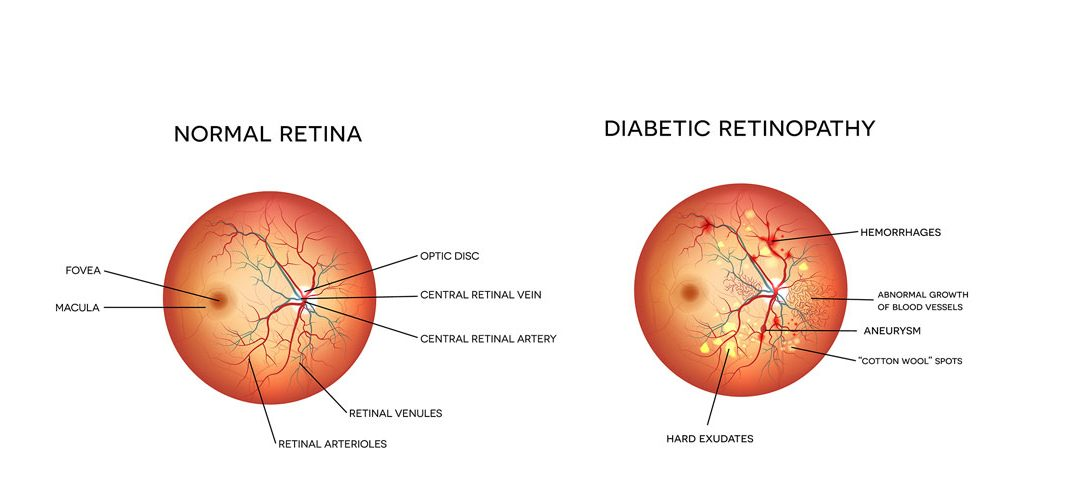 NORMAL RETINA
FOVEA
MACULA
OPTIC DISC
CENTRAL RETINAL VEIN
CENTRAL RETINAL ARTERY
RETINAL VENULES
RETINAL ARTERIOLES
DIABETIC RETINOPATHY
HEMORRHAGES
ABNORMAL GROWTH
OF BLOOD VESSELS
ANEURYSM
"COTTON WOOL" SPOTS
HARD EXUDATES